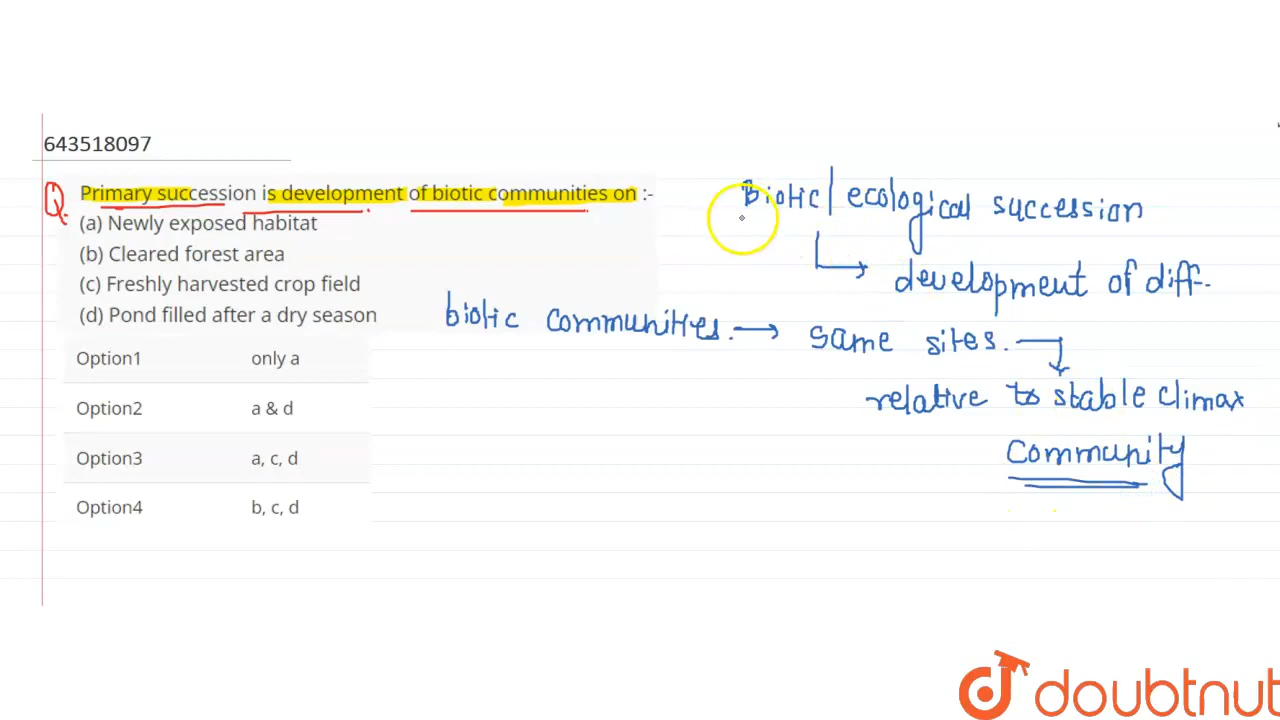 643518097
Q. Primary succession is development of biotic communities on :-
(a) Newly exposed habitat
(b) Cleared forest area
(c) Freshly harvested crop field
(d) Pond filled after a dry season
Option1 only a
Option2 a & d
Option3 a, c, d
Option4 b, c, d
Biotic | ecological succession
development of diff.
biotic communities. → same sites.
relative to stable climax
community
doubtnut